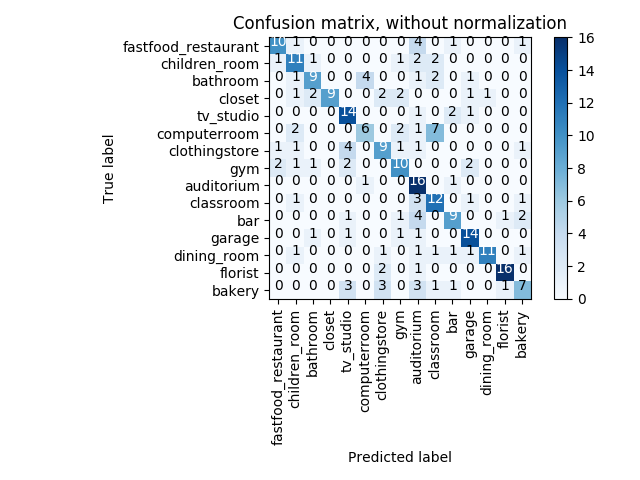 Confusion matrix, without normalization
True label
fastfood_restaurant 10 1 0 0 0 0 0 0 4 0 1 0 0 0 1
children_room 1 11 1 0 0 0 0 1 2 2 0 0 0 0 0
bathroom 0 1 9 0 0 4 0 0 1 2 0 1 0 0 0
closet 0 1 2 9 0 0 2 2 0 0 0 1 1 0 0
tv_studio 0 0 0 0 14 0 0 0 1 0 2 1 0 0 0
computerroom 0 2 0 0 0 6 0 2 1 7 0 0 0 0 0
clothingstore 1 1 0 0 4 0 9 1 1 0 0 0 0 0 1
gym 2 1 1 0 2 0 0 10 0 0 0 2 0 0 0
auditorium 0 0 0 0 0 1 0 0 16 0 1 0 0 0 0
classroom 0 1 0 0 0 0 0 0 3 12 0 1 0 0 1
bar 0 0 0 0 1 0 0 1 4 0 9 0 0 1 2
garage 0 0 1 0 1 0 0 1 1 0 0 14 0 0 0
dining_room 0 1 0 0 0 0 1 0 1 1 1 1 11 0 1
florist 0 0 0 0 0 0 2 0 1 0 0 0 0 16 0
bakery 0 0 0 0 3 0 3 0 3 1 1 0 0 1 7
fastfood_restaurant
children_room
bathroom
closet
tv_studio
computerroom
clothingstore
gym
auditorium
classroom
bar
garage
dining_room
florist
bakery
Predicted label
16
14
12
10
8
6
4
2
0